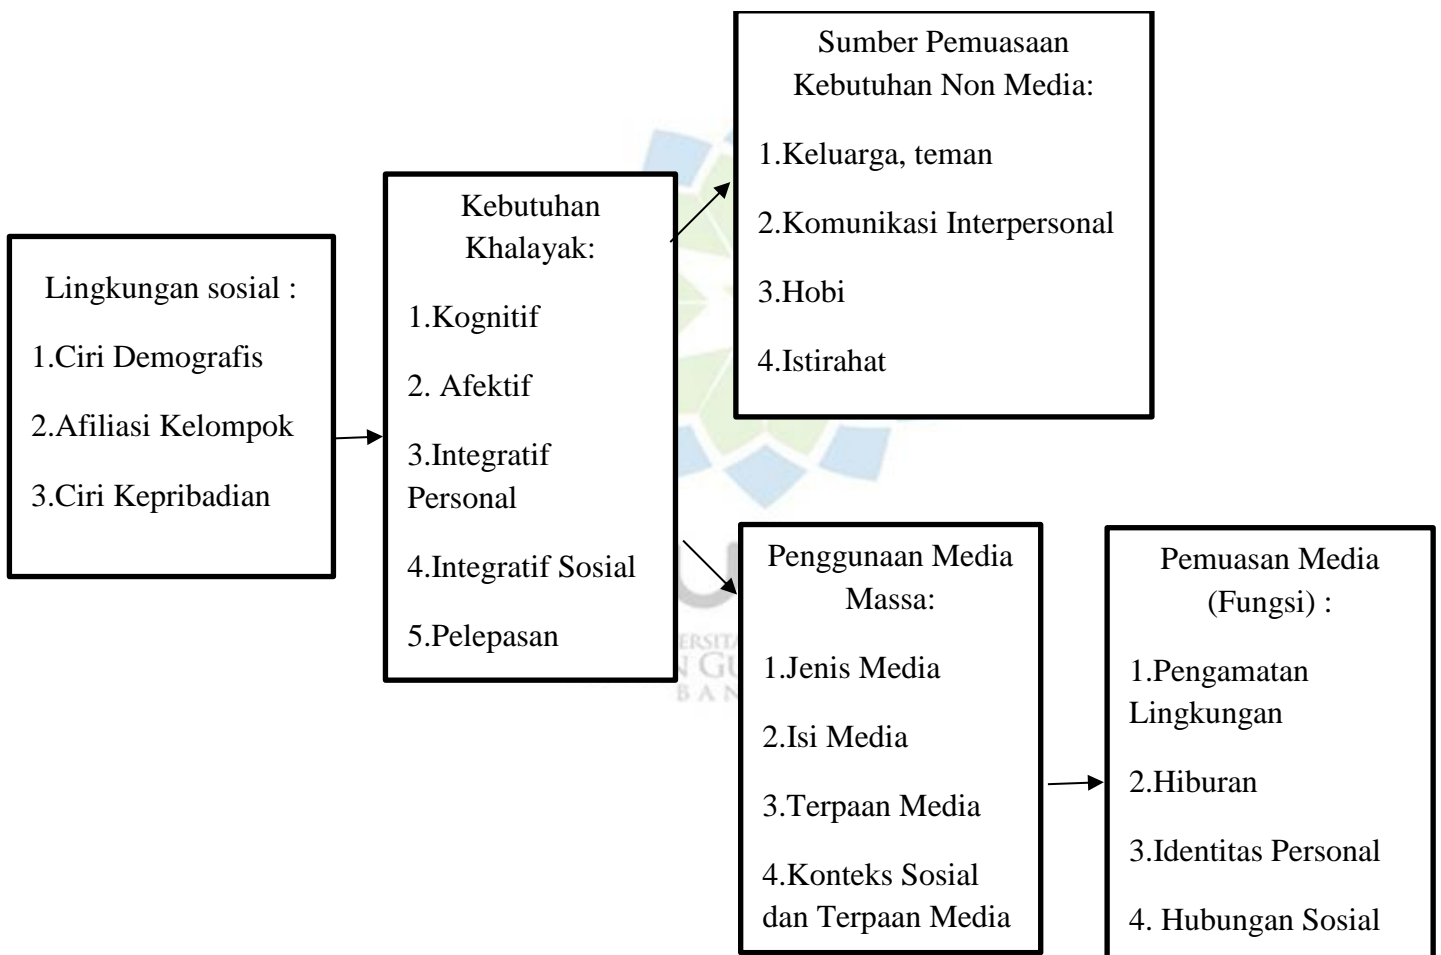 Lingkungan sosial :
1.Ciri Demografis
2.Afiliasi Kelompok
3.Ciri Kepribadian
Kebutuhan
Khalayak:
1.Kognitif
2. Afektif
3.Integratif
Personal
4.Integratif Sosial
5.Pelepasan
Sumber Pemuasaan
Kebutuhan Non Media:
1.Keluarga, teman
2.Komunikasi Interpersonal
3.Hobi
4.Istirahat
Penggunaan Media
Massa:
1.Jenis Media
2.Isi Media
3.Terpaan Media
4.Konteks Sosial
dan Terpaan Media
Pemuasan Media
(Fungsi) :
1.Pengamatan
Lingkungan
2.Hiburan
3.Identitas Personal
4. Hubungan Sosial